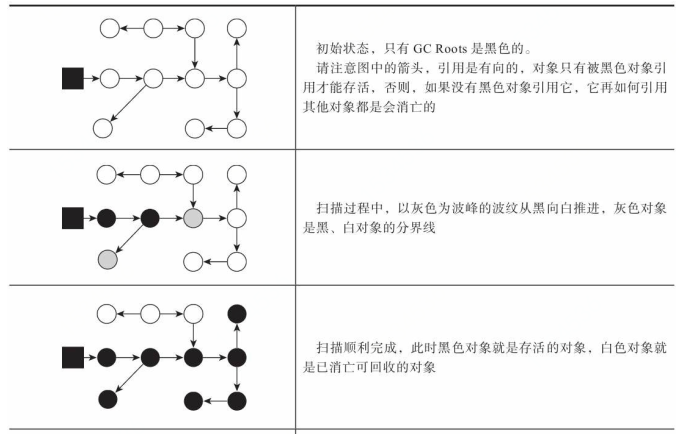 初始状态，只有 GC Roots 是黑色的。
请注意图中的箭头，引用是有向的，对象只有被黑色对象引
用才能存活，否则，如果没有黑色对象引用它，它再如何引用
其他对象都是会消亡的
扫描过程中，以灰色为波峰的波纹从黑向白推进，灰色对象
是黑、白对象的分界线
扫描顺利完成，此时黑色对象就是存活的对象，白色对象就
是已消亡可回收的对象